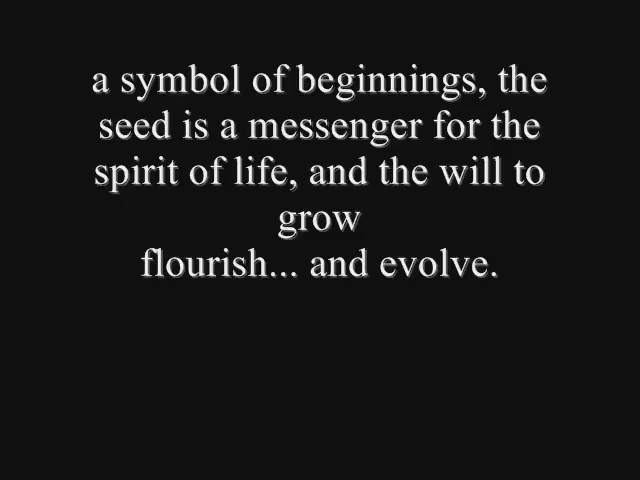 a symbol of beginnings, the
seed is a messenger for the
spirit of life, and the will to
grow
flourish... and evolve.